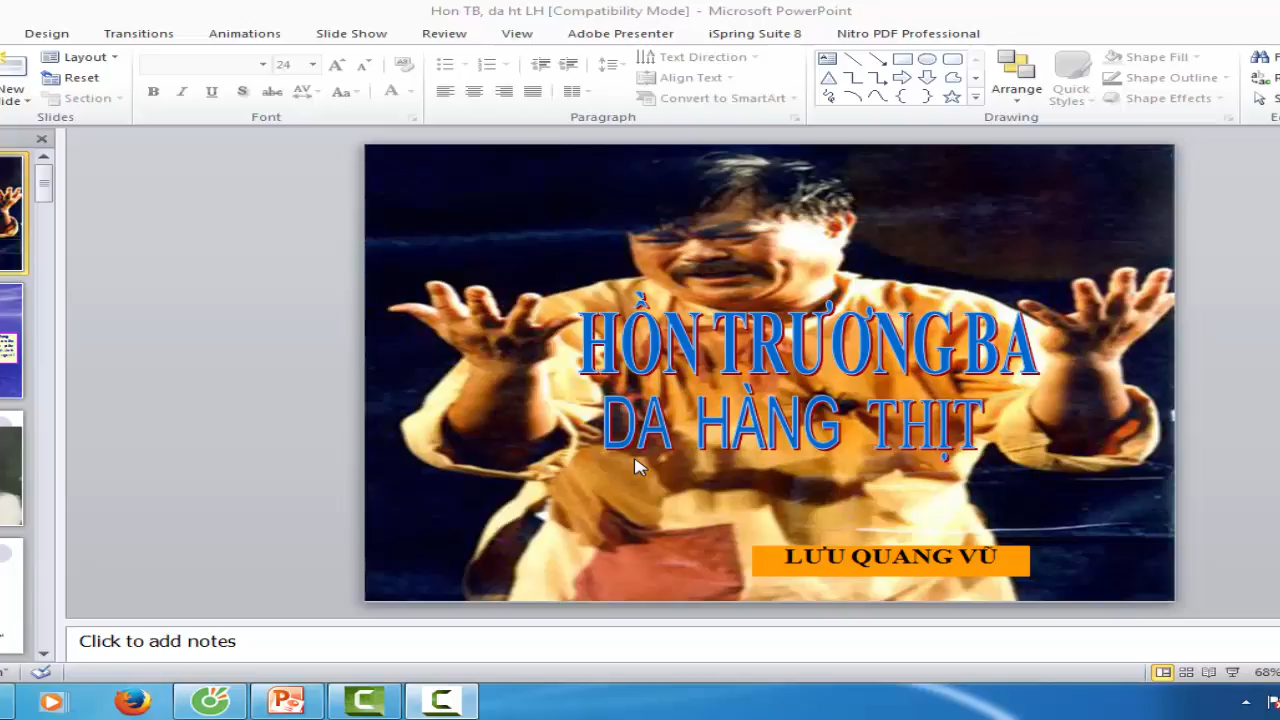 Hon TB, da ht LH [Compatibility Mode] - Microsoft PowerPoint
Design Transitions Animations Slide Show Review View Adobe Presenter iSpring Suite 8 Nitro PDF Professional
Layout 24 Text Direction Shape Fill
Reset Align Text Arrange Quick Styles Shape Outline
Section B I U S abc AV Aa A Convert to SmartArt Shape Effects
Slides Font Paragraph Drawing
HỒN TRƯƠNG BA
DA HÀNG THỊT
LƯU QUANG VŨ
Click to add notes
68%